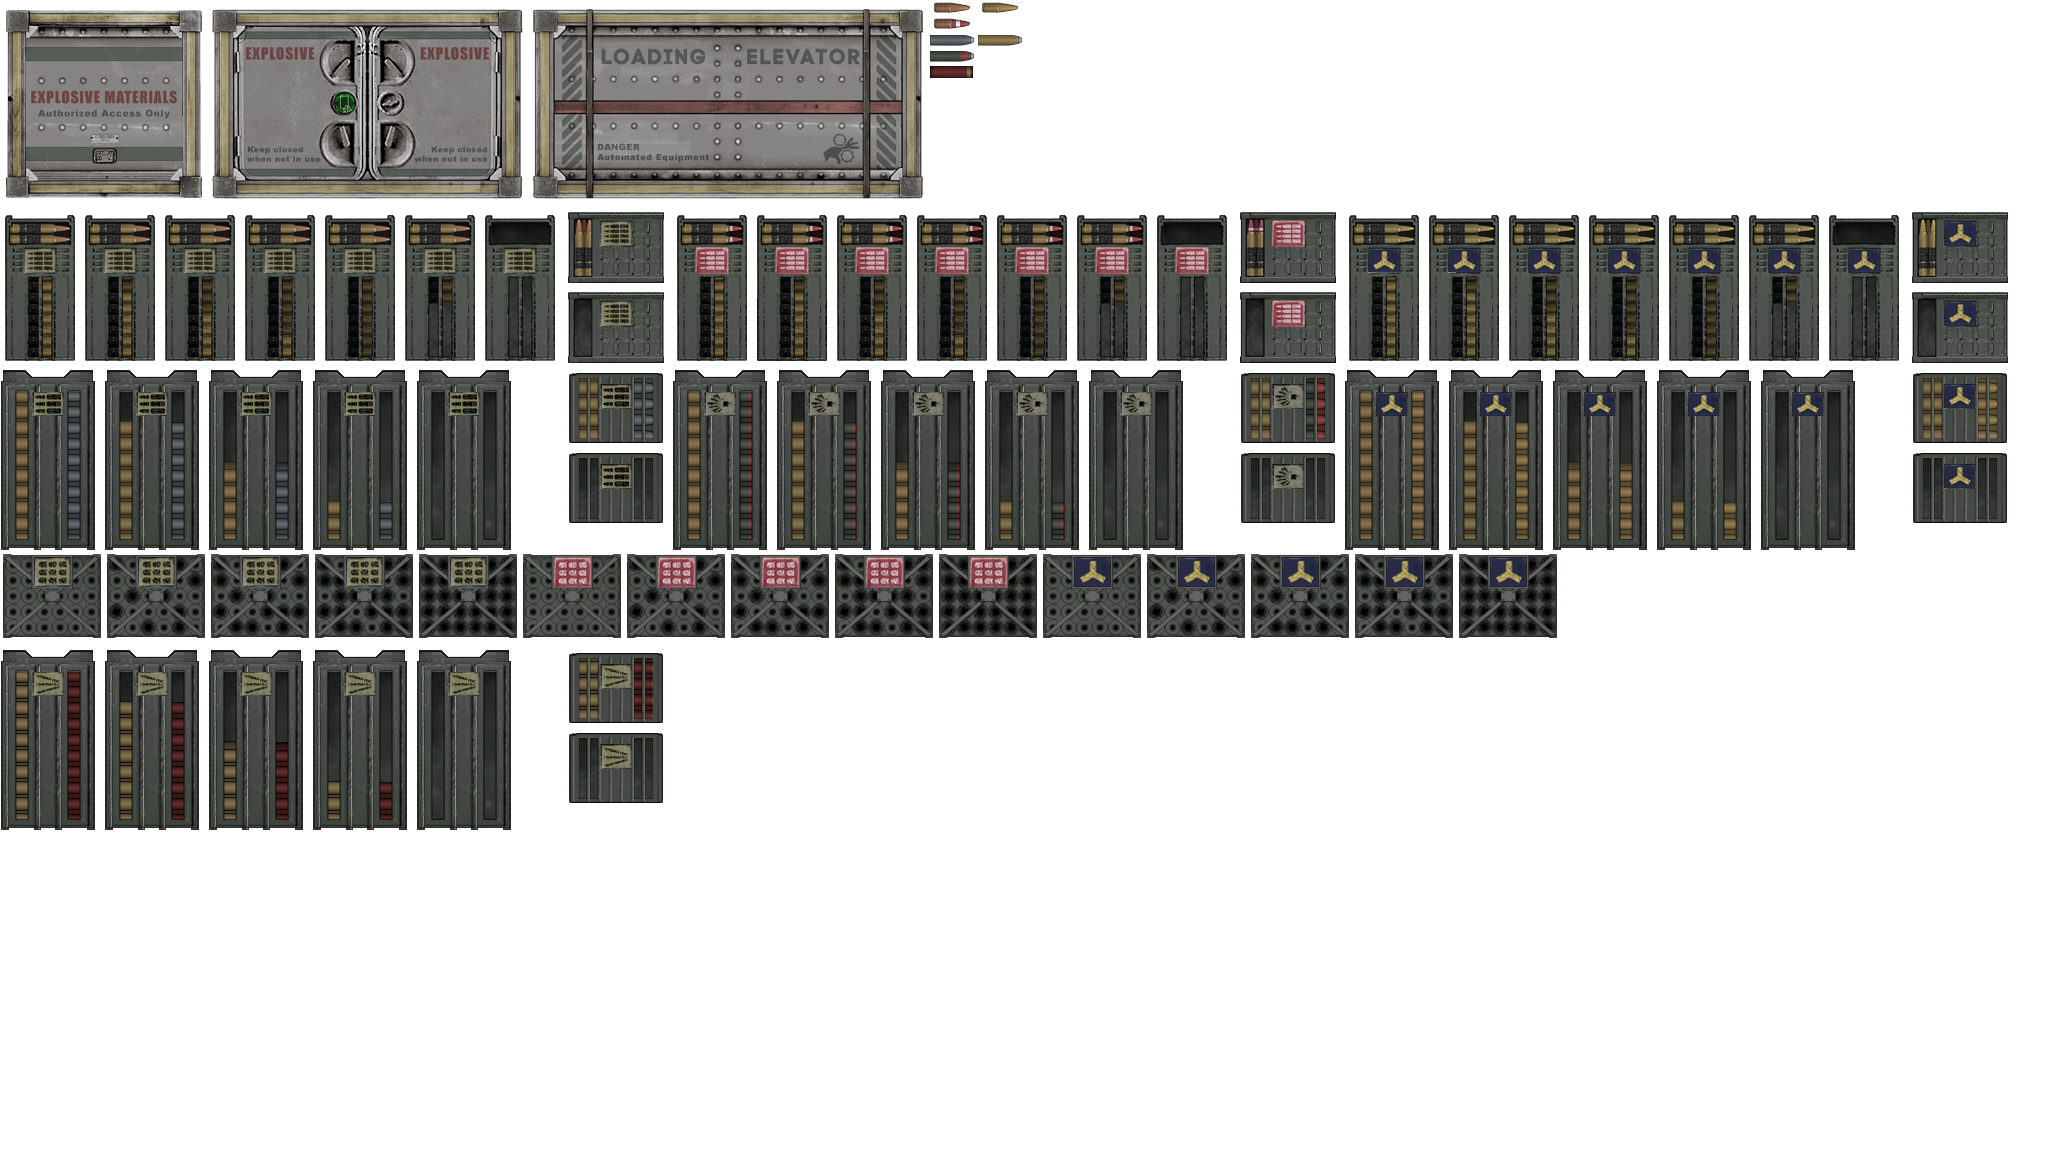 EXPLOSIVE MATERIALS
Authorized Access Only
EXPLOSIVE
EXPLOSIVE
Keep closed
when not in use
Keep closed
when not in use
LOADING ELEVATOR
DANGER
Automated Equipment